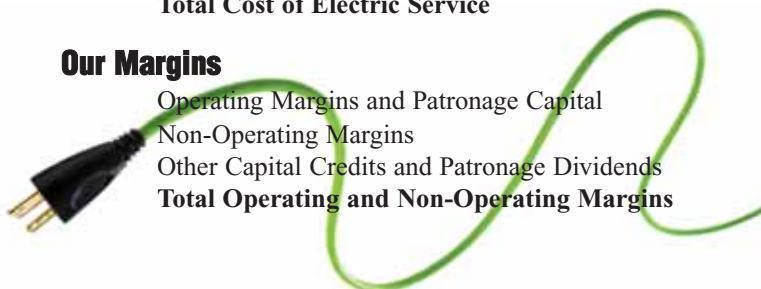 Total Cost of Electric Service
Our Margins
Operating Margins and Patronage Capital
Non-Operating Margins
Other Capital Credits and Patronage Dividends
Total Operating and Non-Operating Margins